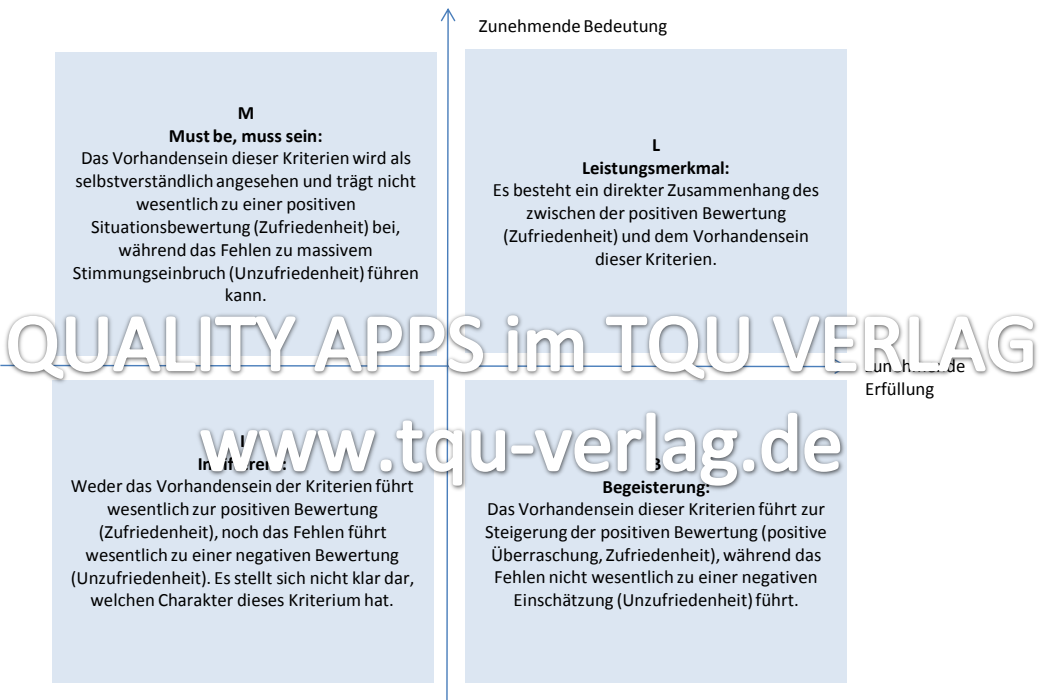 Zunehmende Bedeutung
M
Must be, muss sein:
Das Vorhandensein dieser Kriterien wird als
selbstverständlich angesehen und trägt nicht
wesentlich zu einer positiven
Situationsbewertung (Zufriedenheit) bei,
während das Fehlen zu massivem
Stimmungseinbruch (Unzufriedenheit) führen
kann.
L
Leistungsmerkmal:
Es besteht ein direkter Zusammenhang des
zwischen der positiven Bewertung
(Zufriedenheit) und dem Vorhandensein
dieser Kriterien.
QUALITY APPS im TQU VERLAG
Zunehmende
Erfüllung
www.tqu-verlag.de
I
Indifferent:
Weder das Vorhandensein der Kriterien führt
wesentlich zur positiven Bewertung
(Zufriedenheit), noch das Fehlen führt
wesentlich zu einer negativen Bewertung
(Unzufriedenheit). Es stellt sich nicht klar dar,
welchen Charakter dieses Kriterium hat.
B
Begeisterung:
Das Vorhandensein dieser Kriterien führt zur
Steigerung der positiven Bewertung (positive
Überraschung, Zufriedenheit), während das
Fehlen nicht wesentlich zu einer negativen
Einschätzung (Unzufriedenheit) führt.